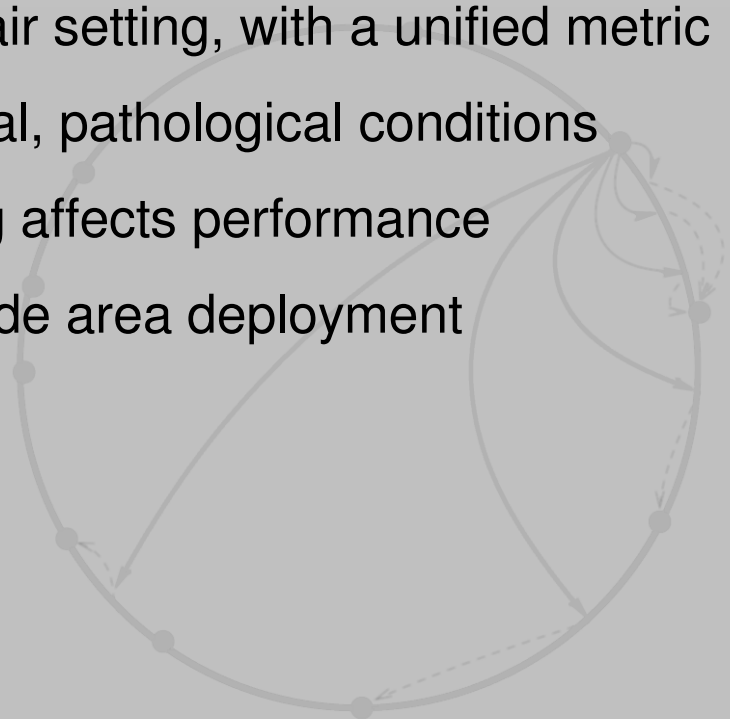 air setting, with a unified metric
al, pathological conditions
g affects performance
de area deployment